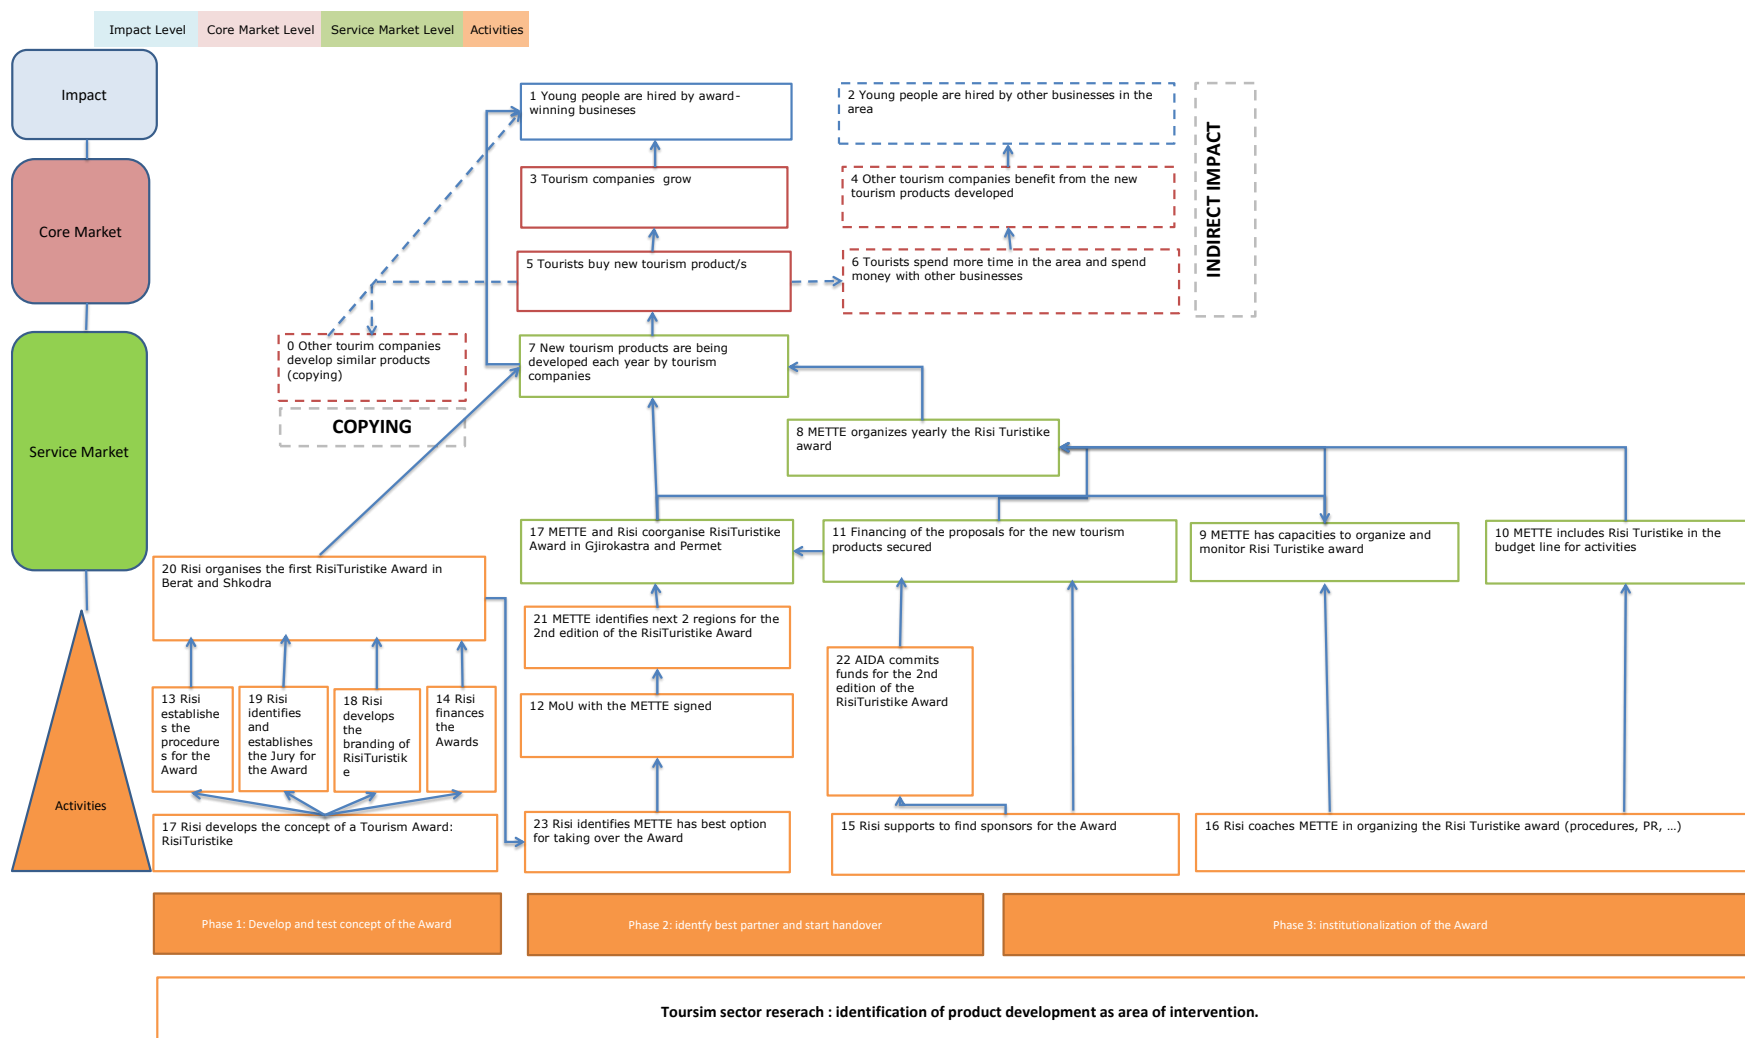 Impact Level
Core Market Level
Service Market Level
Activities
Impact
1 Young people are hired by award-
winning busineses
2 Young people are hired by other businesses in the
area
INDIRECT IMPACT
3 Tourism companies  grow
4 Other tourism companies benefit from the new
tourism products developed
Core Market
5 Tourists buy new tourism product/s
6 Tourists spend more time in the area and spend
money with other businesses
0 Other tourim companies
develop similar products
(copying)
7 New tourism products are being
developed each year by tourism
companies
COPYING
8 METTE organizes yearly the Risi Turistike
award
Service Market
17 METTE and Risi coorganise RisiTuristike
Award in Gjirokastra and Permet
11 Financing of the proposals for the new tourism
products secured
9 METTE has capacities to organize and
monitor Risi Turistike award
10 METTE includes Risi Turistike in the
budget line for activities
20 Risi organises the first RisiTuristike Award in
Berat and Shkodra
21 METTE identifies next 2 regions for the
2nd edition of the RisiTuristike Award
22 AIDA commits
funds for the 2nd
edition of the
RisiTuristike Award
13 Risi
establishe
s the
procedure
s for the
Award
19 Risi
identifies
and
establishes
the Jury for
the Award
18 Risi
develops
the
branding of
RisiTuristik
e
14 Risi
finances
the
Awards
12 MoU with the METTE signed
Activities
17 Risi develops the concept of a Tourism Award:
RisiTuristike
23 Risi identifies METTE has best option
for taking over the Award
15 Risi supports to find sponsors for the Award
16 Risi coaches METTE in organizing the Risi Turistike award (procedures, PR, …)
Phase 1: Develop and test concept of the Award
Phase 2: identfy best partner and start handover
Phase 3: institutionalization of the Award
Toursim sector reserach : identification of product development as area of intervention.